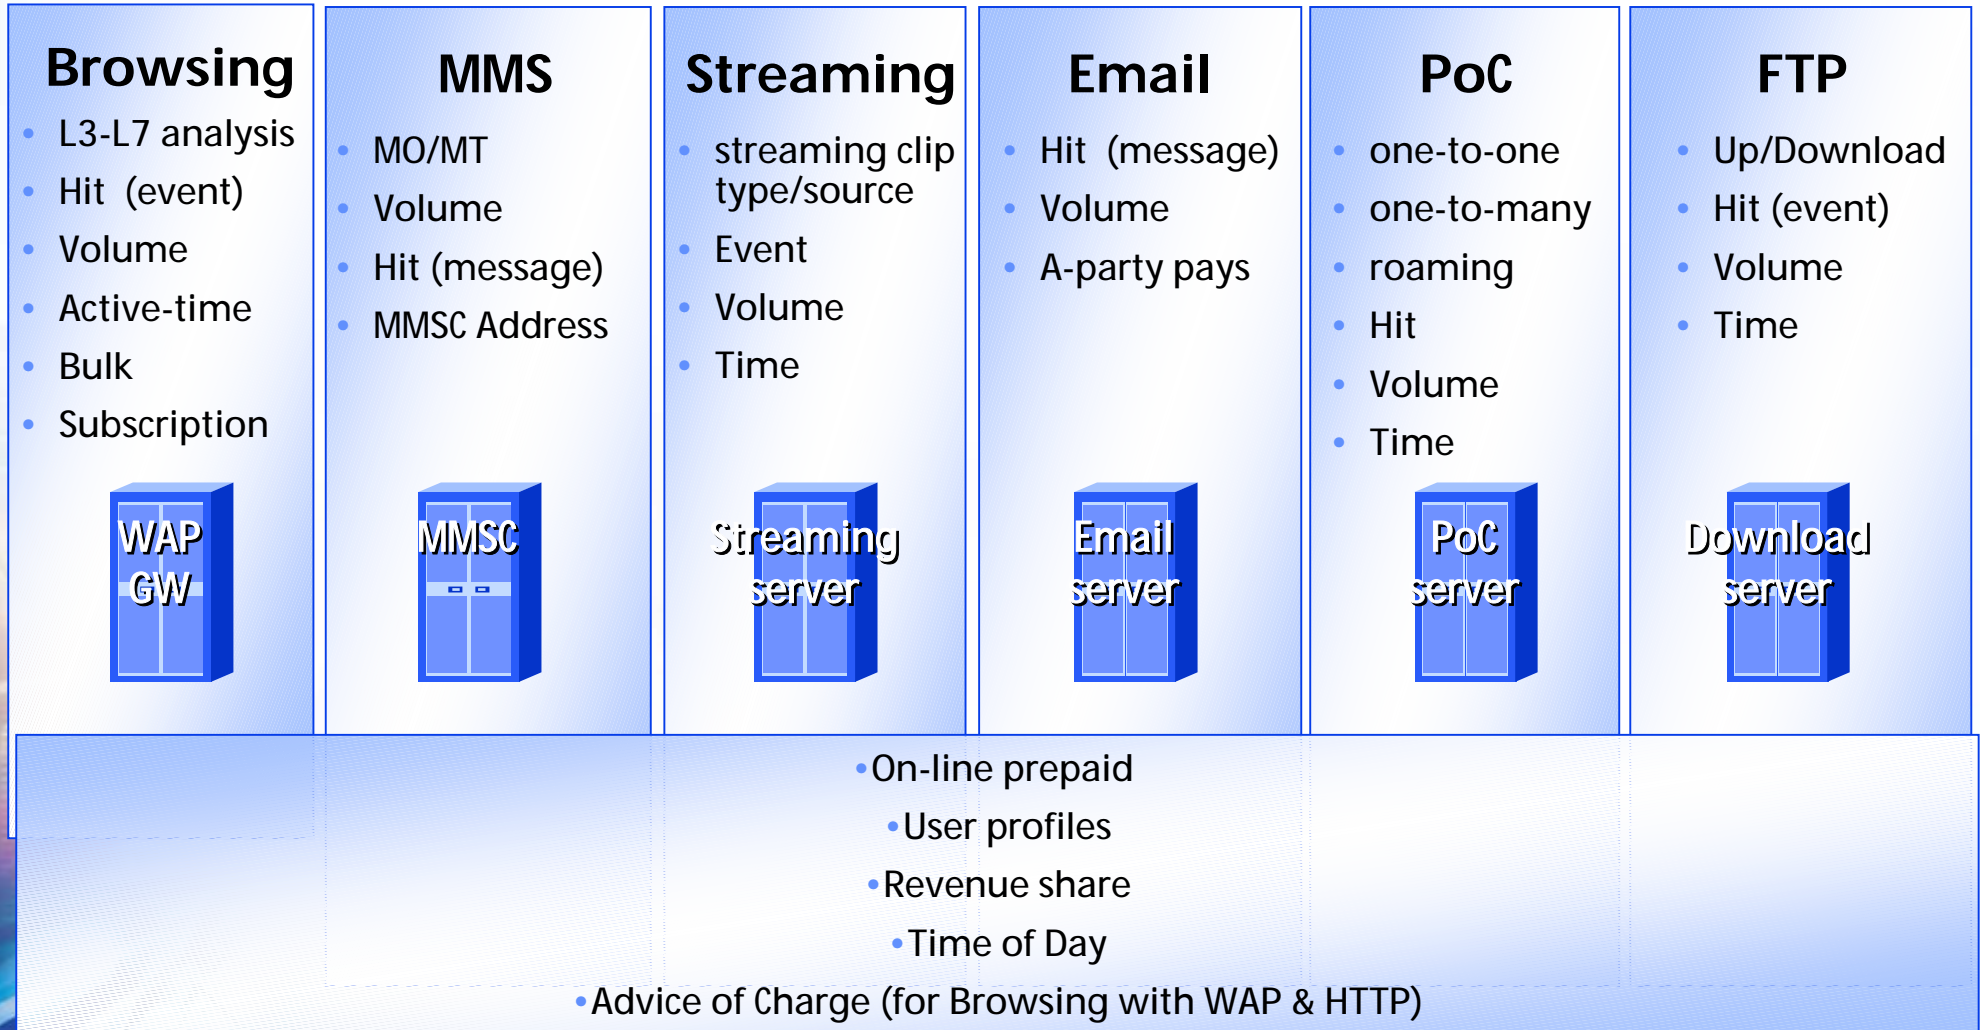 Browsing
L3-L7 analysis
Hit (event)
Volume
Active-time
Bulk
Subscription
WAP
GW
MMS
MO/MT
Volume
Hit (message)
MMSC Address
MMSC
Streaming
streaming clip
type/source
Event
Volume
Time
Streaming
server
Email
Hit (message)
Volume
A-party pays
Email
server
PoC
one-to-one
one-to-many
roaming
Hit
Volume
Time
PoC
server
FTP
Up/Download
Hit (event)
Volume
Time
Download
server
•On-line prepaid
•User profiles
•Revenue share
•Time of Day
•Advice of Charge (for Browsing with WAP & HTTP)